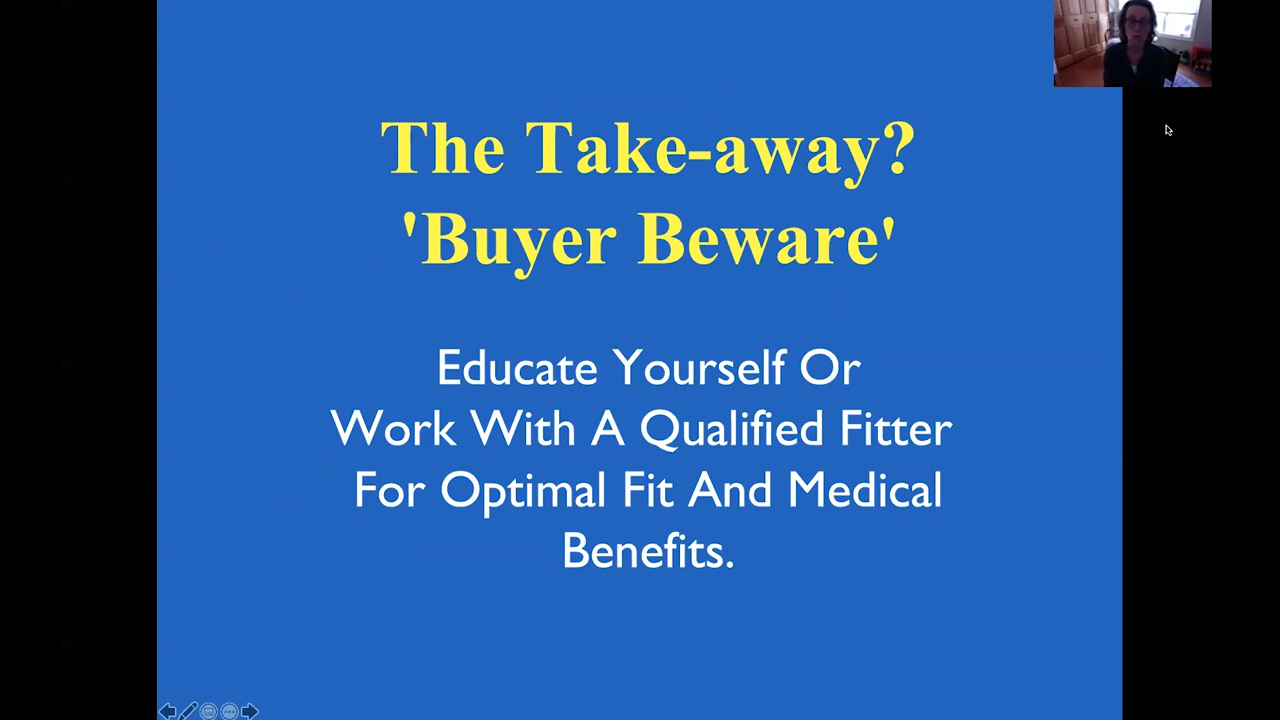 The Take-away?
'Buyer Beware'
Educate Yourself Or
Work With A Qualified Fitter
For Optimal Fit And Medical
Benefits.